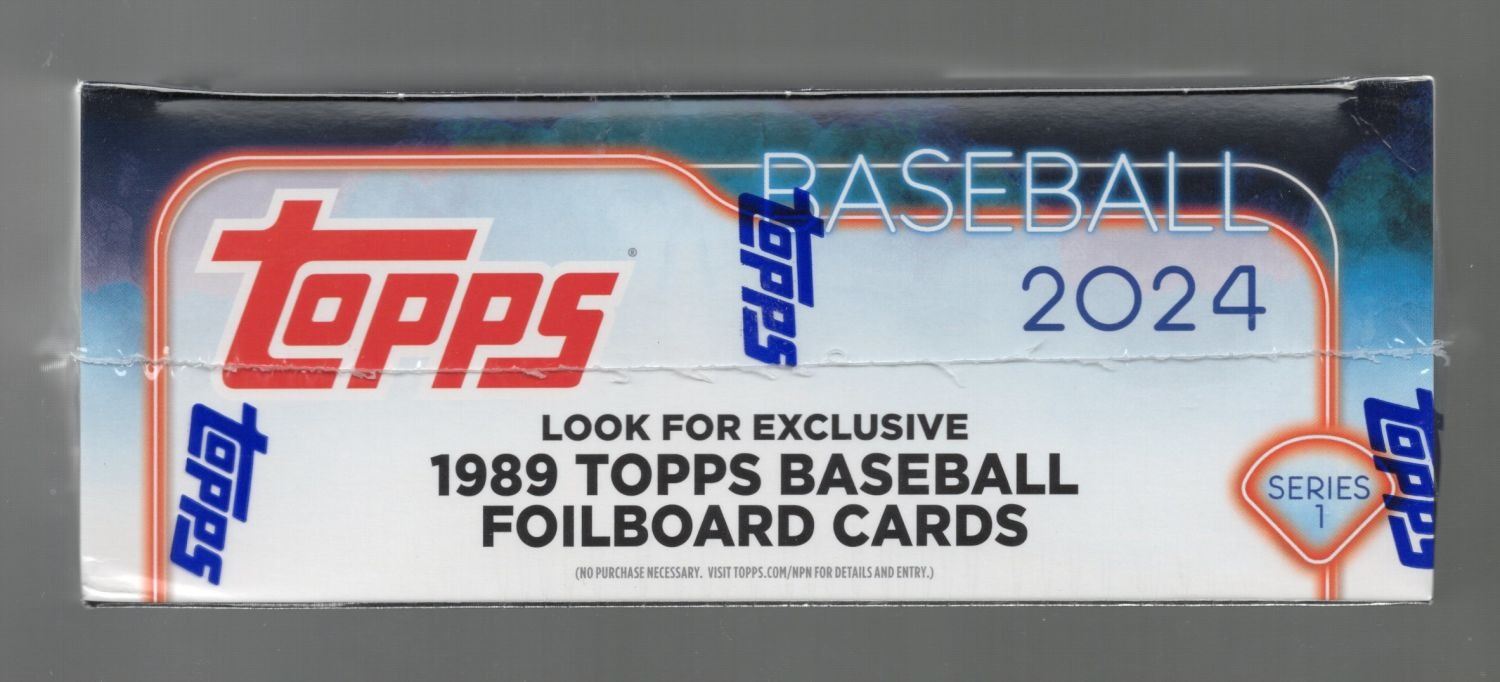 BASEBALL
2024
TOPPS®
TOPPS
LOOK FOR EXCLUSIVE
1989 TOPPS BASEBALL
FOILBOARD CARDS
(NO PURCHASE NECESSARY. VISIT TOPPS.COM/NPN FOR DETAILS AND ENTRY.)
TOPPS
SERIES
1
TOPPS